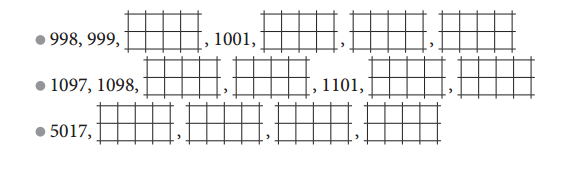 ● 998, 999, , 1001, , ,
● 1097, 1098, , , 1101, ,
● 5017, , , ,